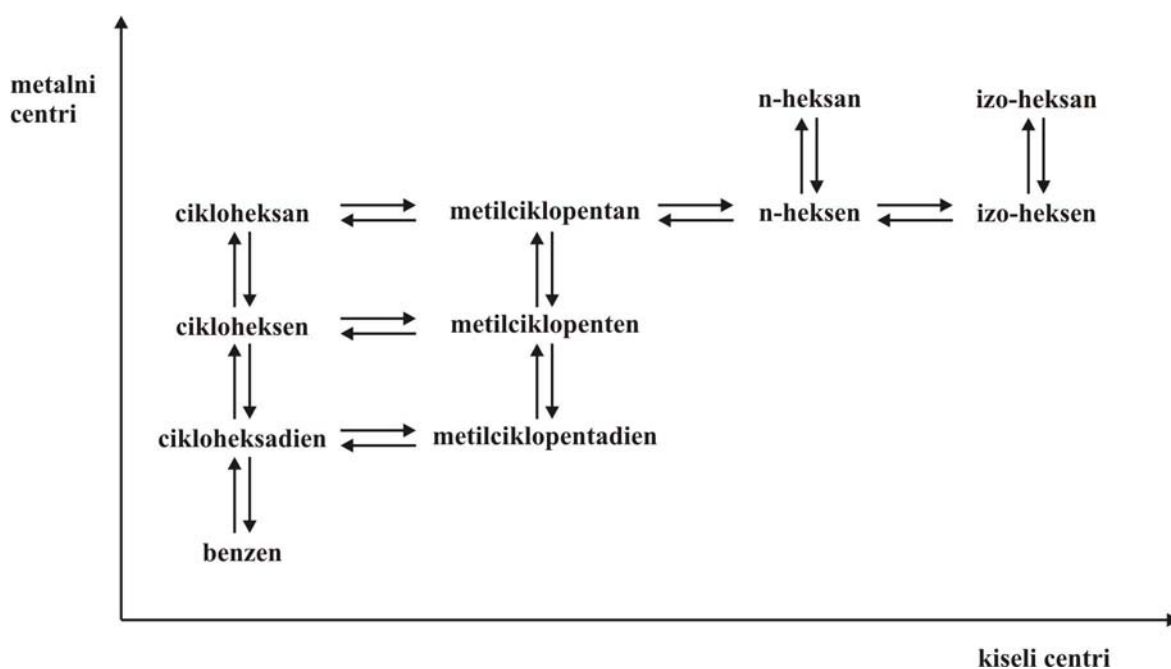 metalni
centri
n-heksan izo-heksan
cikloheksan metilciklopentan n-heksen izo-heksen
cikloheksen metilciklopenten
cikloheksadien metilciklopentadien
benzen
kiseli centri